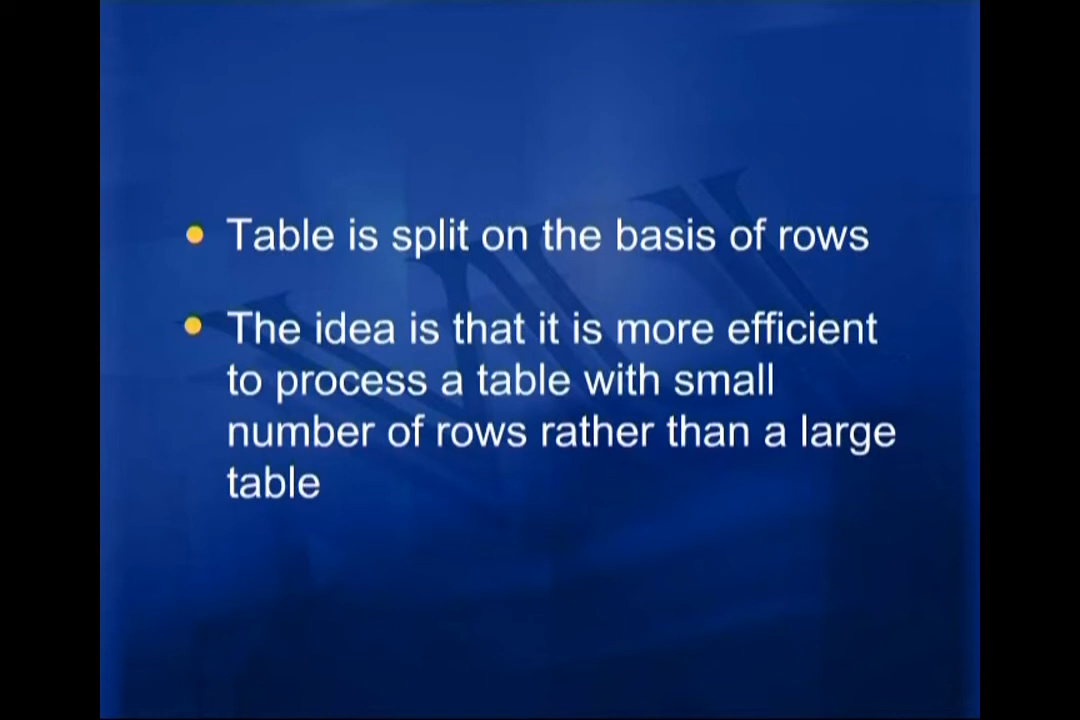 Table is split on the basis of rows
The idea is that it is more efficient
to process a table with small
number of rows rather than a large
table